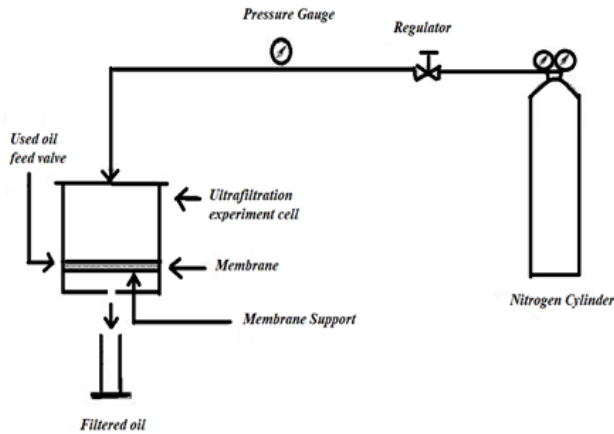 Pressure Gauge
Regulator
Used oil
feed valve
Ultrafiltration
experiment cell
Membrane
Nitrogen Cylinder
Membrane Support
Filtered oil